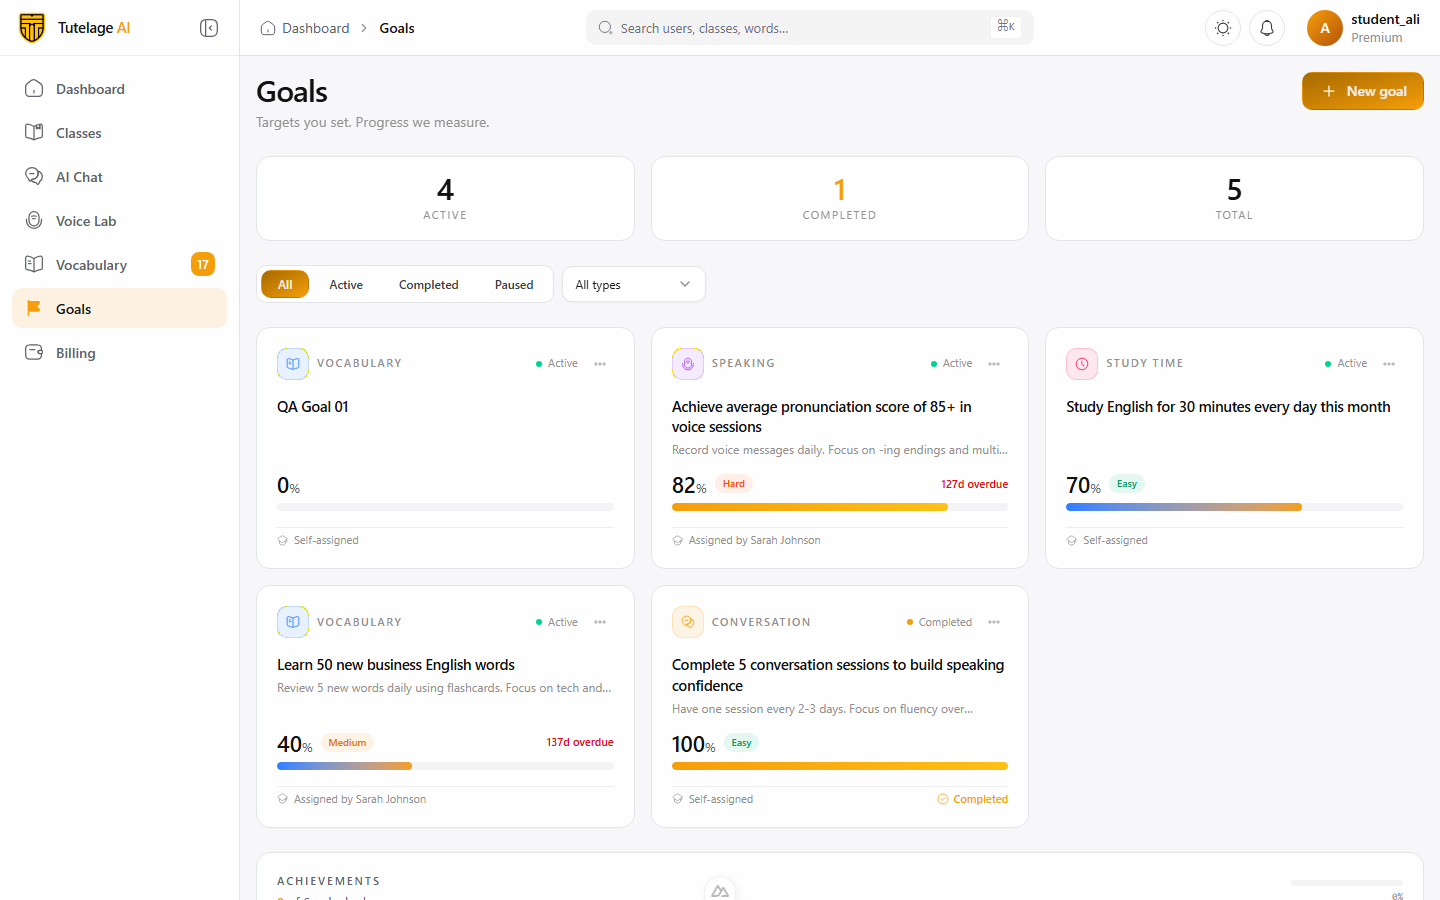 Tutelage AI
Dashboard
Classes
AI Chat
Voice Lab
Vocabulary
17
Goals
Billing
Dashboard
Goals
Search users, classes, words...
⌘K
A
student_ali
Premium
Goals
Targets you set. Progress we measure.
New goal
4
ACTIVE
1
COMPLETED
5
TOTAL
All
Active
Completed
Paused
All types
VOCABULARY
Active
QA Goal 01
0%
Self-assigned
SPEAKING
Active
Achieve average pronunciation score of 85+ in
voice sessions
Record voice messages daily. Focus on -ing endings and multi...
82%
Hard
127d overdue
Assigned by Sarah Johnson
STUDY TIME
Active
Study English for 30 minutes every day this month
70%
Easy
Self-assigned
VOCABULARY
Active
Learn 50 new business English words
Review 5 new words daily using flashcards. Focus on tech and...
40%
Medium
137d overdue
Assigned by Sarah Johnson
CONVERSATION
Completed
Complete 5 conversation sessions to build speaking
confidence
Have one session every 2-3 days. Focus on fluency over...
100%
Easy
Self-assigned
Completed
ACHIEVEMENTS
0%